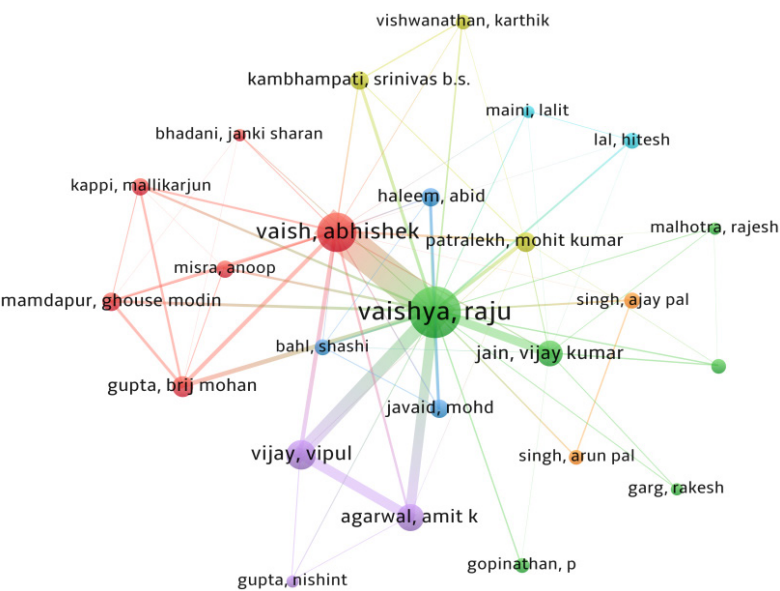 vishwanathan, karthik
kambhampati, srinivas b.s.
maini, lalit
bhadani, janki sharan
lal, hitesh
kappi, mallikarjun
haleem, abid
vaish, abhishek
patralekh, mohit kumar
malhotra, rajesh
misra, anoop
mamdapur, ghouse modin
singh, ajay pal
vaishya, raju
bahl, shashi
jain, vijay kumar
gupta, brij mohan
javaid, mohd
vijay, vipul
singh, arun pal
garg, rakesh
agarwal, amit k
gopinathan, p
gupta, nishint